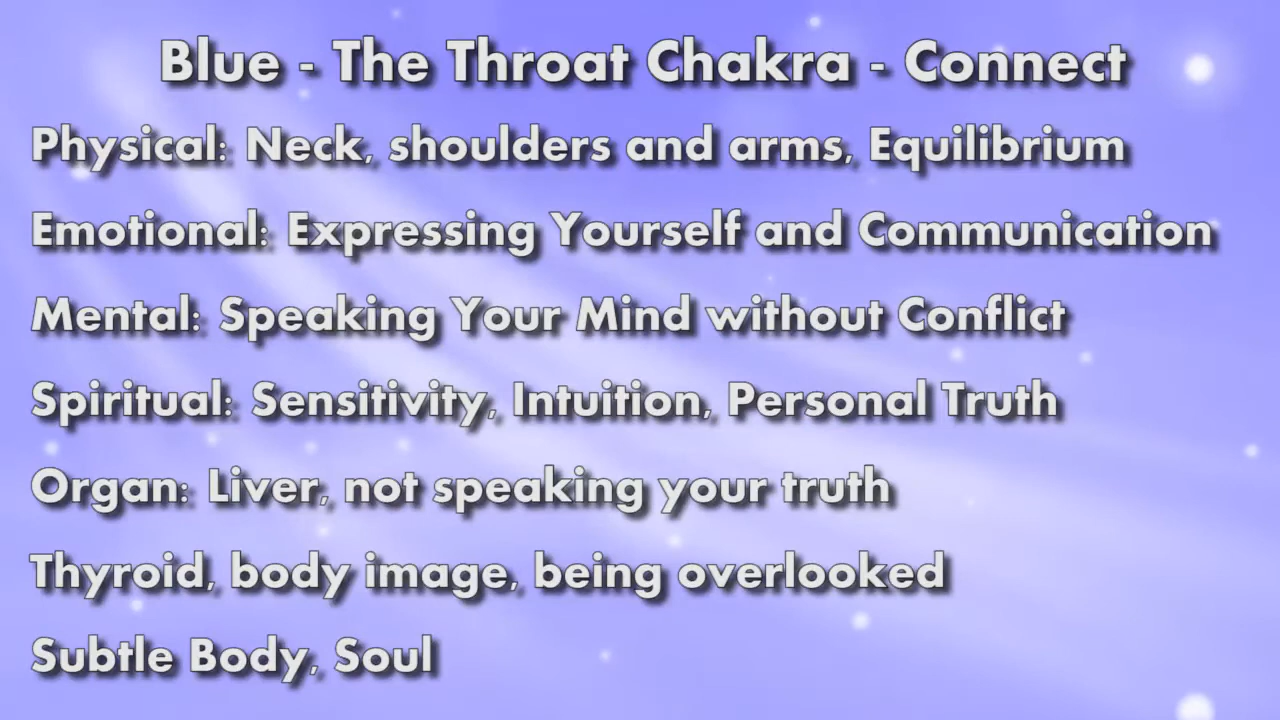 Blue - The Throat Chakra - Connect
Physical: Neck, shoulders and arms, Equilibrium
Emotional: Expressing Yourself and Communication
Mental: Speaking Your Mind without Conflict
Spiritual: Sensitivity, Intuition, Personal Truth
Organ: Liver, not speaking your truth
Thyroid, body image, being overlooked
Subtle Body, Soul